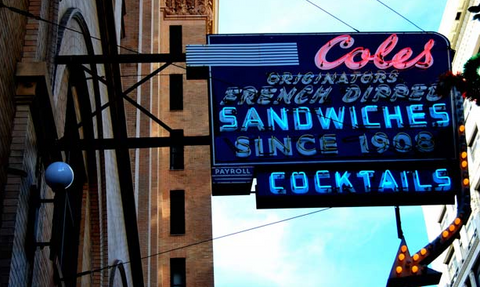 Coles
ORIGINATORS
FRENCH DIPPED
SANDWICHES
SINCE 1908
PAYROLL
COCKTAILS